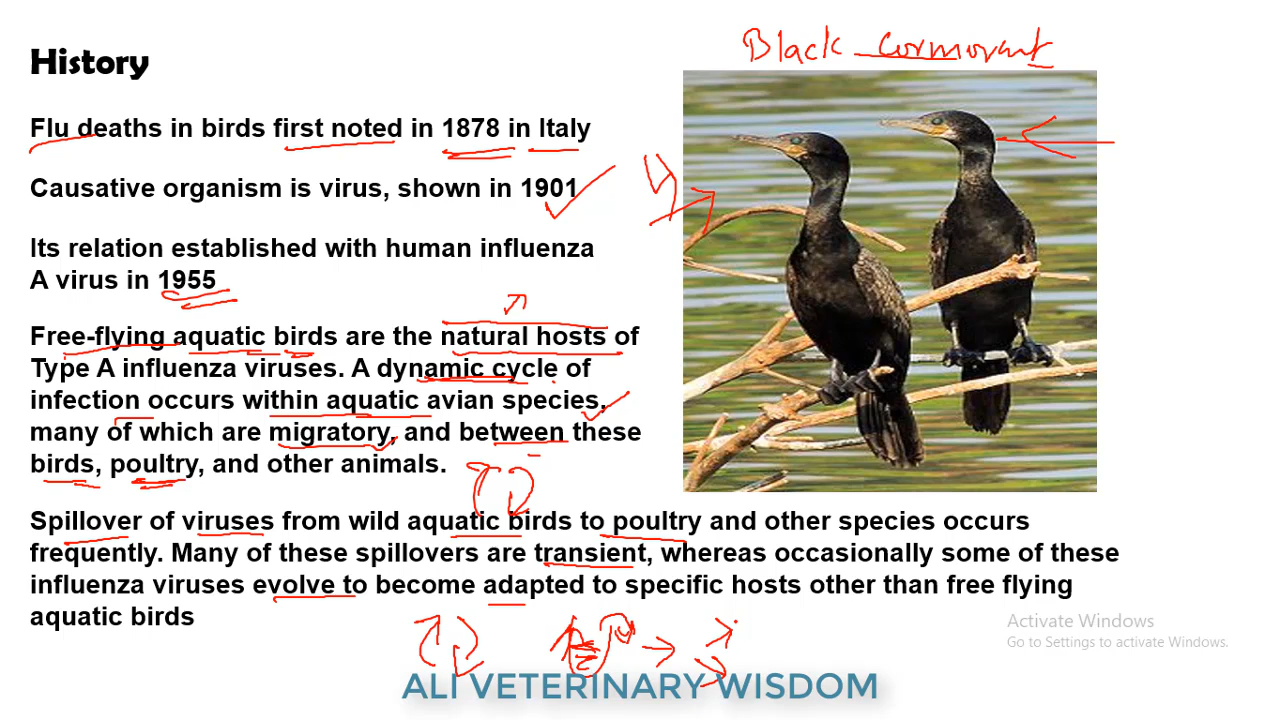 History
Black cormorant
Flu deaths in birds first noted in 1878 in Italy
Causative organism is virus, shown in 1901
Its relation established with human influenza
A virus in 1955
Free-flying aquatic birds are the natural hosts of
Type A influenza viruses. A dynamic cycle of
infection occurs within aquatic avian species,
many of which are migratory, and between these
birds, poultry, and other animals.
Spillover of viruses from wild aquatic birds to poultry and other species occurs
frequently. Many of these spillovers are transient, whereas occasionally some of these
influenza viruses evolve to become adapted to specific hosts other than free flying
aquatic birds
Activate Windows
Go to Settings to activate Windows.
ALI VETERINARY WISDOM